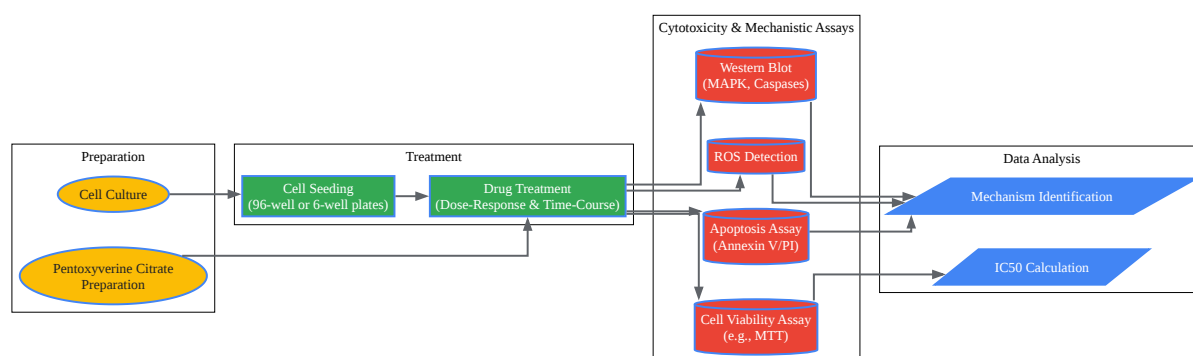 Preparation
Cell Culture
Pentoxyverine Citrate
Preparation
Treatment
Cell Seeding
(96-well or 6-well plates)
Drug Treatment
(Dose-Response & Time-Course)
Cytotoxicity & Mechanistic Assays
Western Blot
(MAPK, Caspases)
ROS Detection
Apoptosis Assay
(Annexin V/PI)
Cell Viability Assay
(e.g., MTT)
Data Analysis
Mechanism Identification
IC50 Calculation